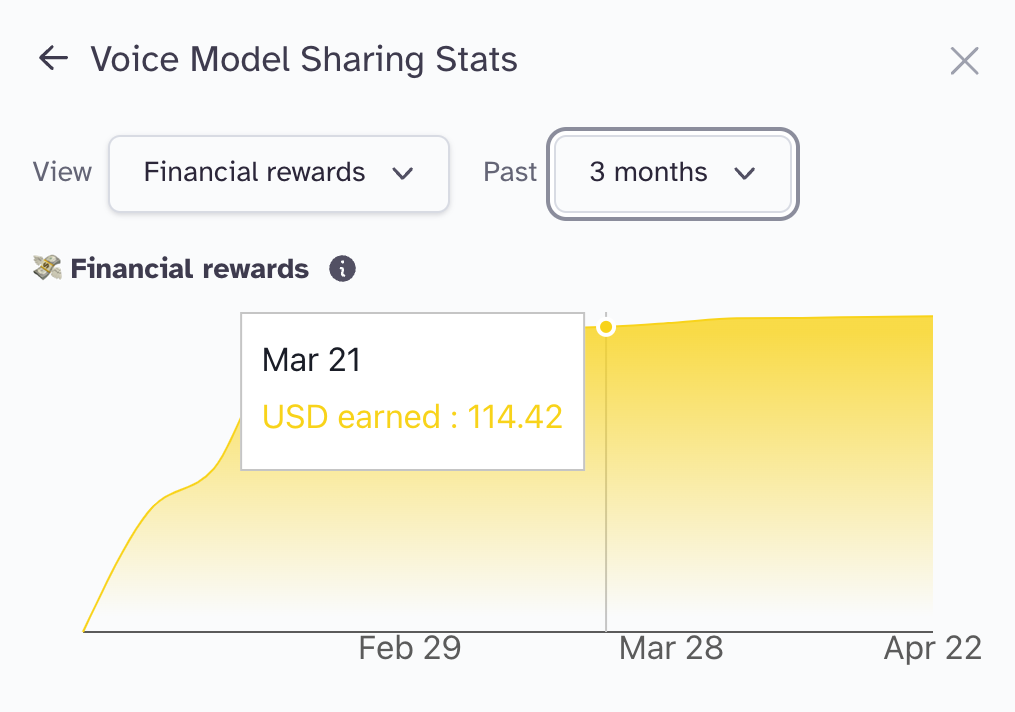 Voice Model Sharing Stats
View Financial rewards Past 3 months
Financial rewards
Mar 21
USD earned : 114.42
Feb 29 Mar 28 Apr 22